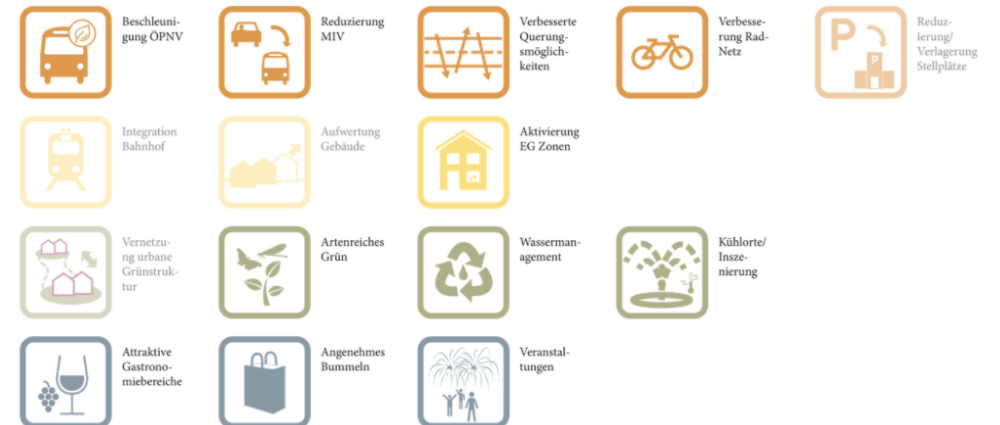 Beschleuni-
gung ÖPNV
Reduzierung
MIV
Verbesserte
Querung-
smöglich-
keiten
Verbesse-
rung Rad-
Netz
P
P
Reduz-
ierung/
Verlagerung
Stellplätze
Integration
Bahnhof
Aufwertung
Gebäude
Aktivierung
EG Zonen
Vernetzu-
ng urbane
Grünstruk-
tur
Artenreiches
Grün
Wasserman-
agement
Kühlorte/
Insze-
nierung
Attraktive
Gastrono-
miebereiche
Angenehmes
Bummeln
Veranstal-
tungen